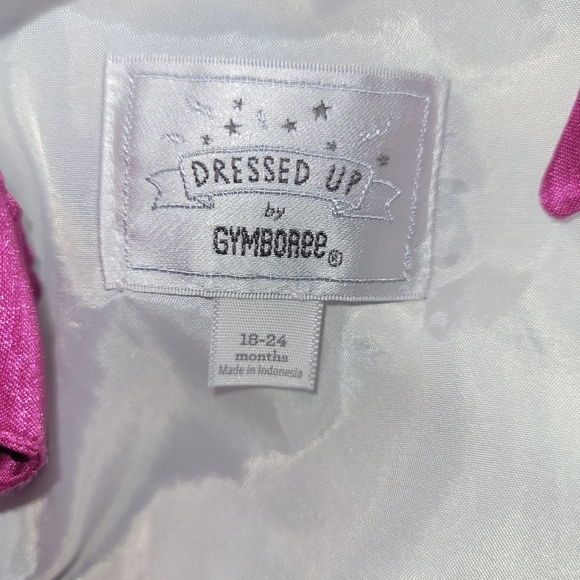 DRESSED UP
by
GYMBOREE®
18-24
months
Made in Indonesia